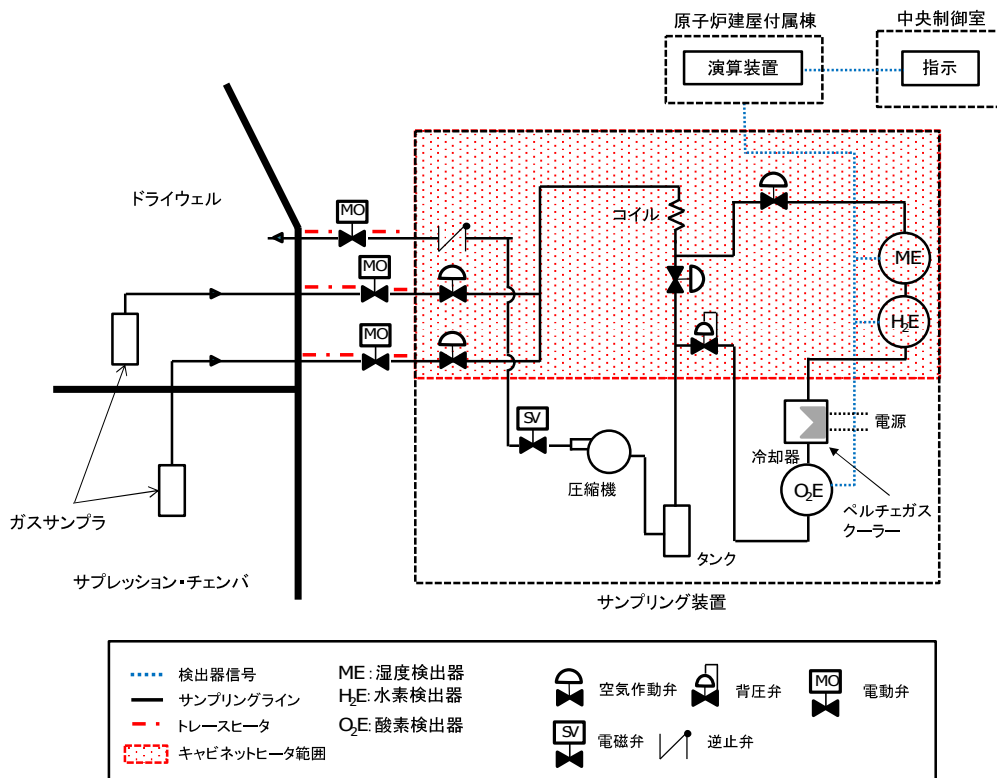 原子炉建屋付属棟
中央制御室
演算装置
指示
ドライウェル
MO
コイル
MO
ME
H2E
MO
SV
電源
冷却器
圧縮機
O2E
ペルチェガス
クーラー
ガスサンプラ
タンク
サプレッション・チェンバ
サンプリング装置
検出器信号
サンプリングライン
トレースヒータ
キャビネットヒータ範囲
ME:湿度検出器
H2E:水素検出器
O2E:酸素検出器
空気作動弁
背圧弁
MO
電動弁
SV
電磁弁
逆止弁